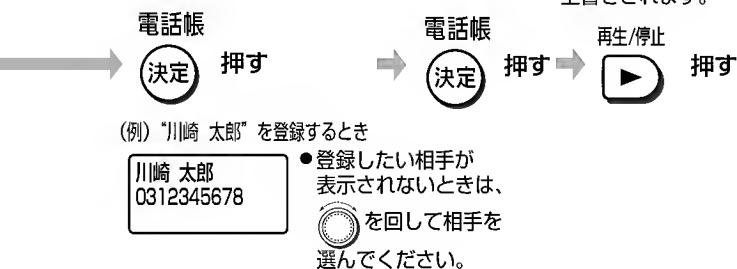 上書きされます。
電話帳
決定 押す
電話帳
決定 押す
再生/停止
押す
(例)“川崎 太郎”を登録するとき
川崎 太郎
0312345678
●登録したい相手が
表示されないときは、
を回して相手を
選んでください。